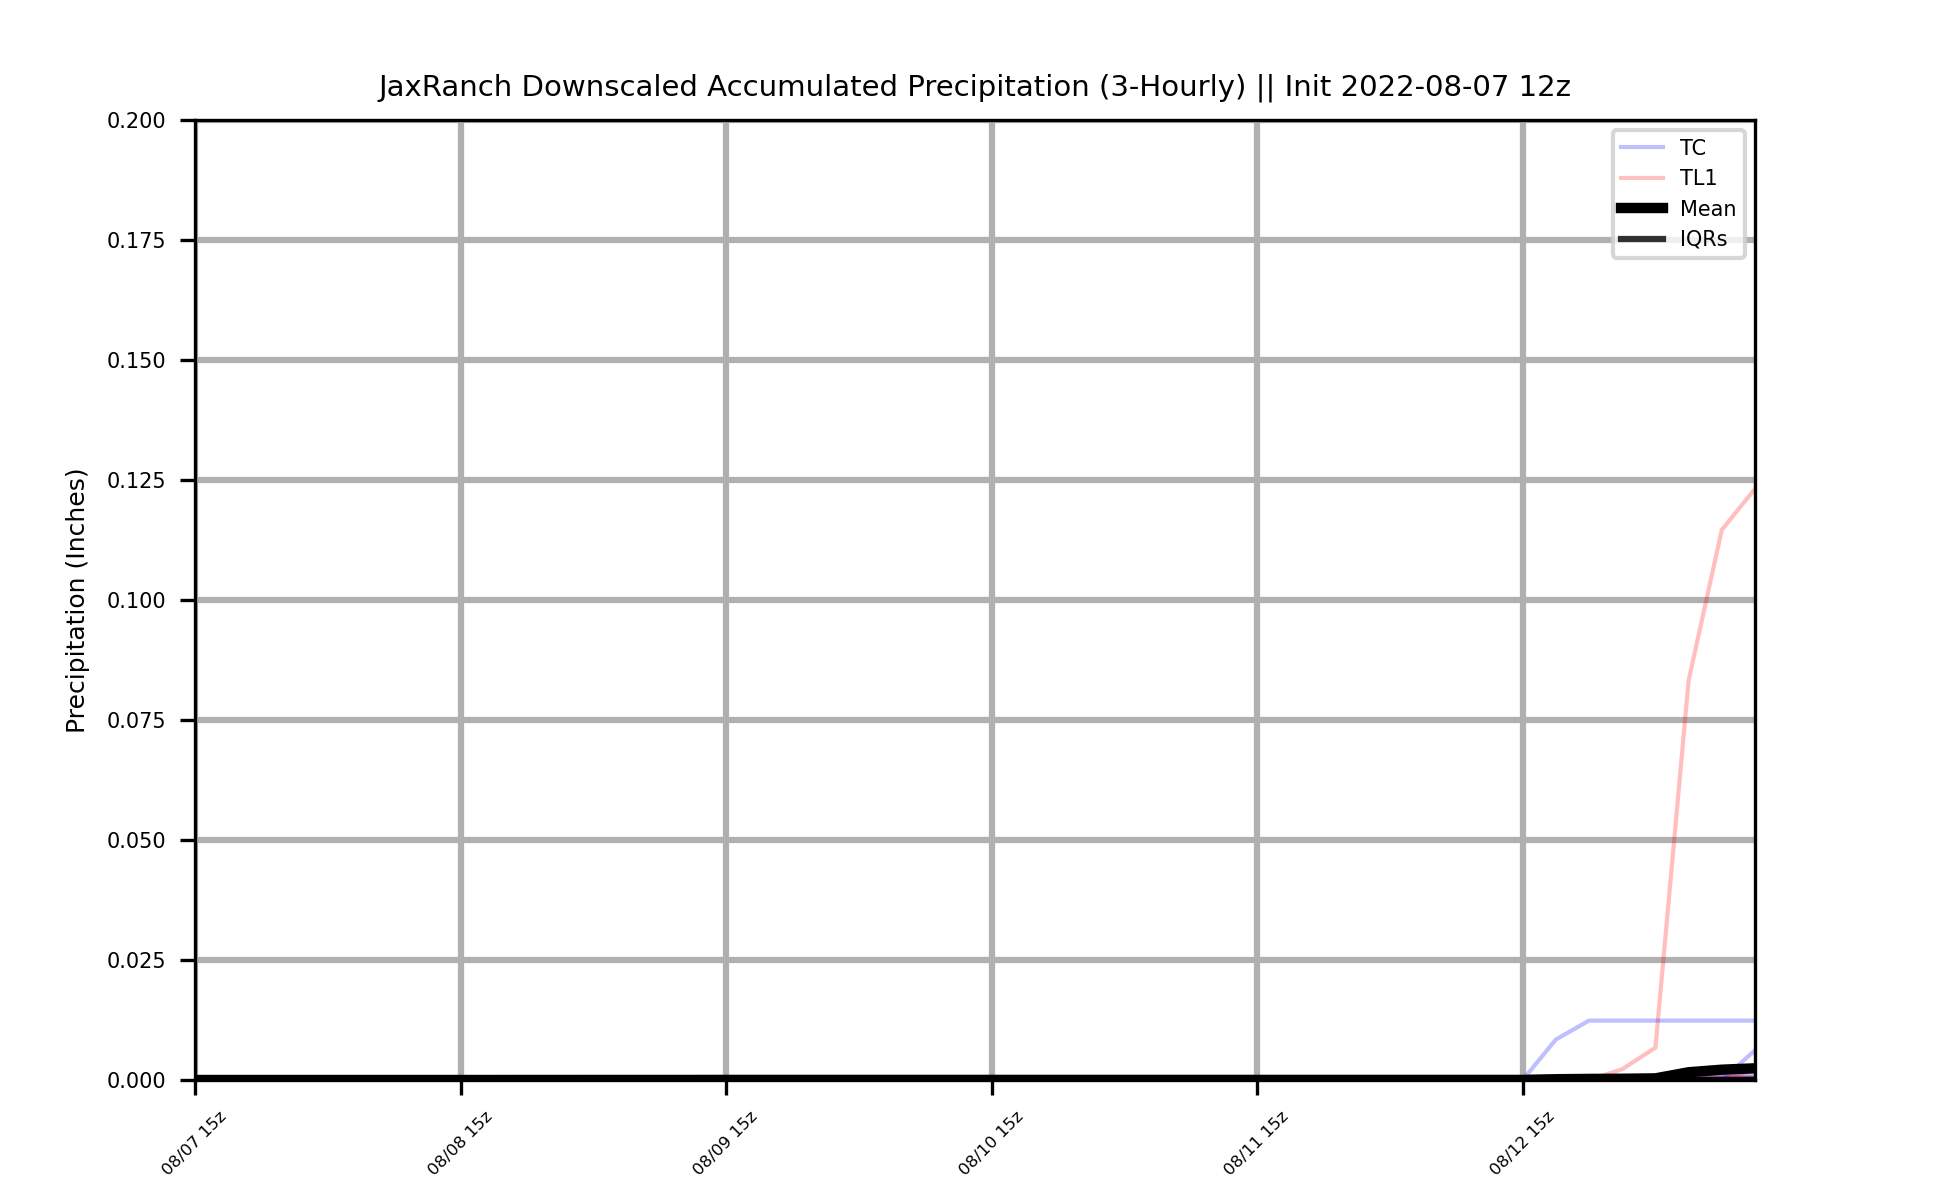 JaxRanch Downscaled Accumulated Precipitation (3-Hourly) || Init 2022-08-07 12z
TC
TL1
Mean
IQRs
Precipitation (Inches)
0.200
0.175
0.150
0.125
0.100
0.075
0.050
0.025
0.000
08/07 15z
08/08 15z
08/09 15z
08/10 15z
08/11 15z
08/12 15z